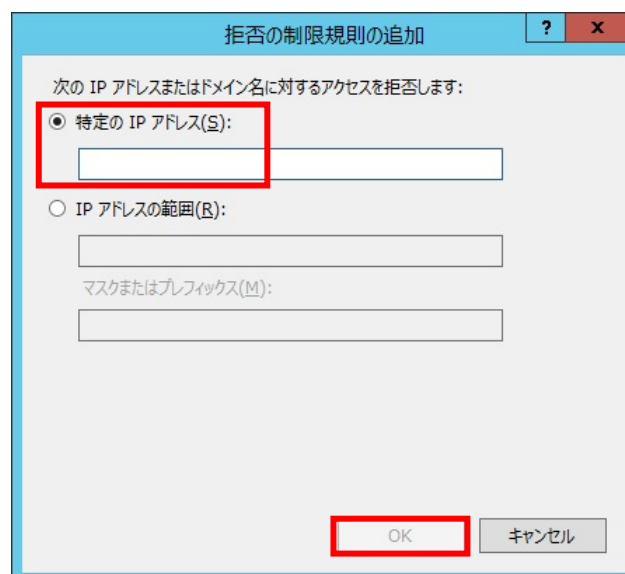 拒否の制限規則の追加
? x
次の IP アドレスまたはドメイン名に対するアクセスを拒否します:
特定の IP アドレス(S):
IP アドレスの範囲(R):
マスクまたはプレフィックス(M):
OK キャンセル